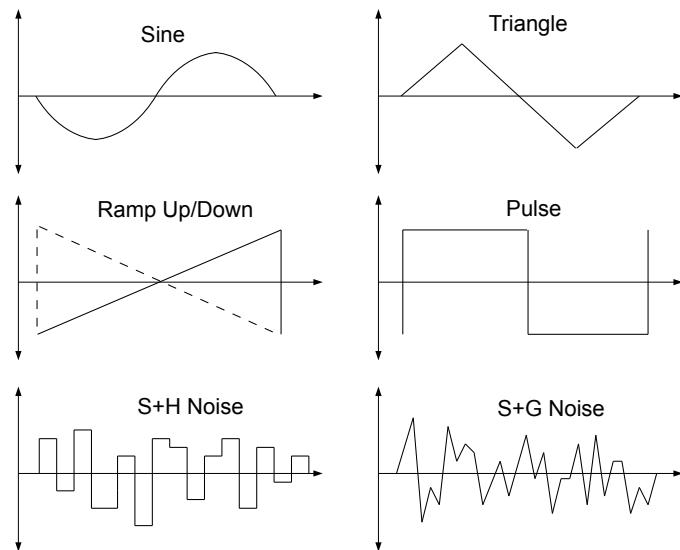 Sine
Triangle
Ramp Up/Down
Pulse
S+H Noise
S+G Noise